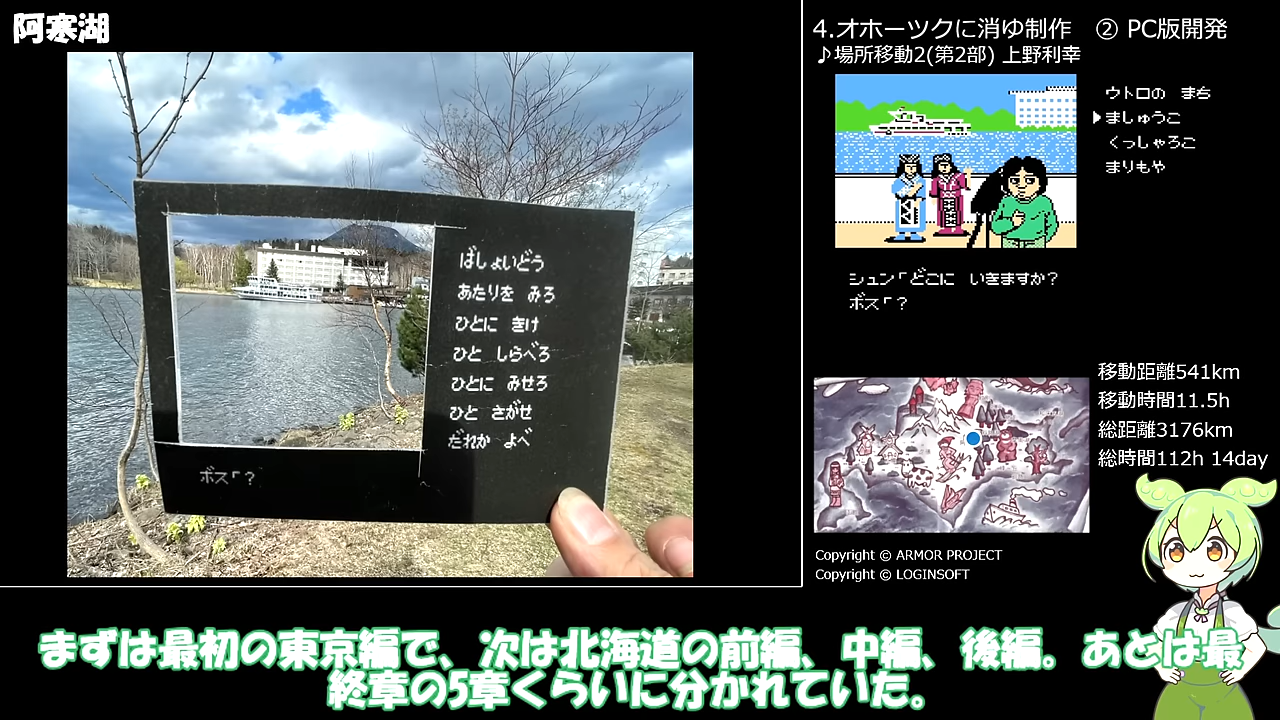 阿寒湖
ばしょいどう
あたりを みろ
ひとに きけ
ひと しらべろ
ひとに みせろ
ひと さがせ
だれか よべ
ボス「?
4.オホーツクに消ゆ制作 ② PC版開発
♪場所移動2(第2部) 上野利幸
ウトロの まち
ましゅうこ
くっしゃろこ
まりもや
シュン「どこに いきますか?
ボス「?
移動距離541km
移動時間11.5h
総距離3176km
総時間112h 14day
Copyright © ARMOR PROJECT
Copyright © LOGINSOFT
まずは最初の東京編で、次は北海道の前編、中編、後編。あとは最
終章の5章くらいに分かれていた。